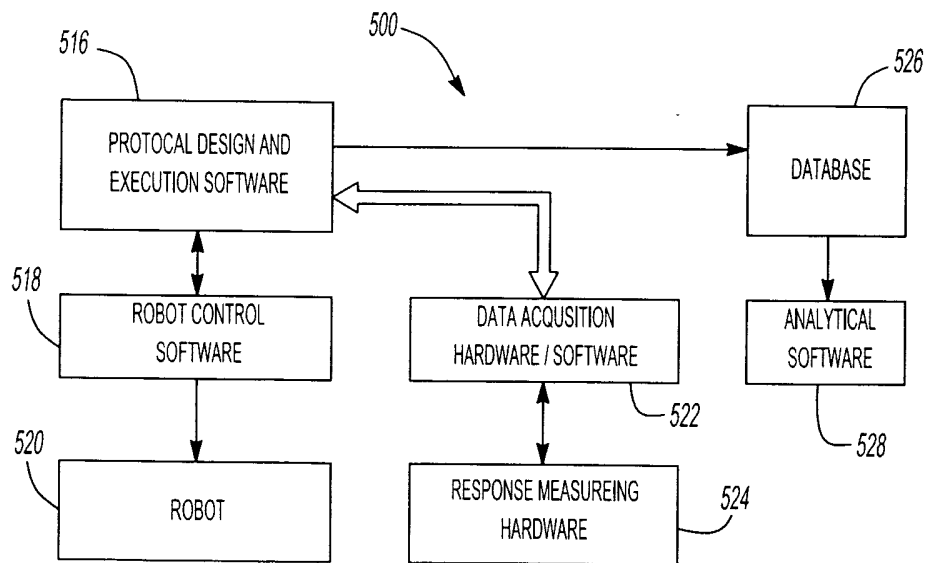 500
516
526
PROTOCAL DESIGN AND
EXECUTION SOFTWARE
DATABASE
518
ROBOT CONTROL
SOFTWARE
DATA ACQUSITION
HARDWARE / SOFTWARE
ANALYTICAL
SOFTWARE
522
528
520
ROBOT
RESPONSE MEASUREING
HARDWARE
524